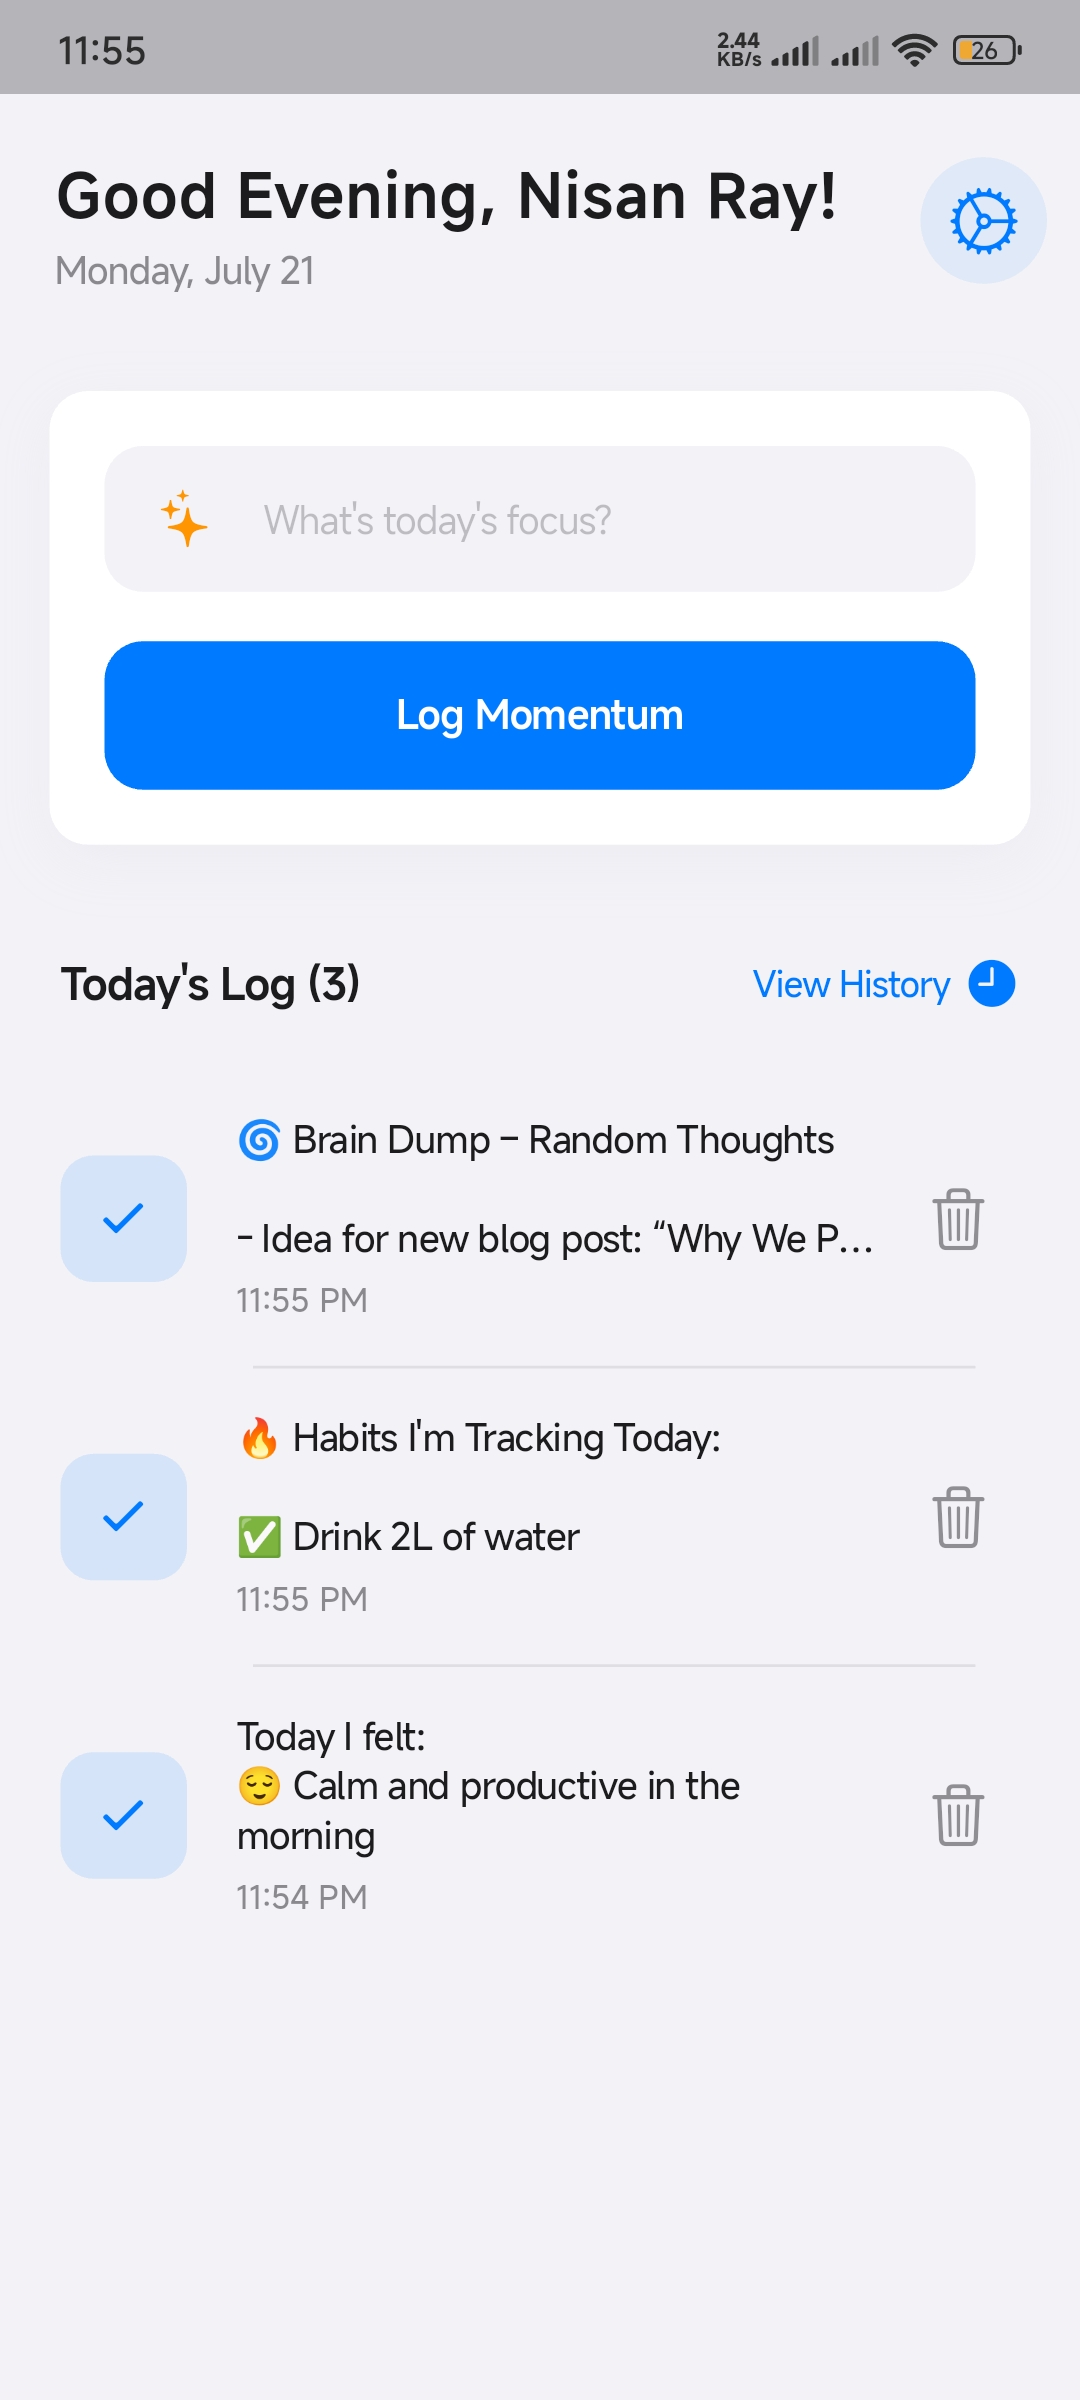 11:55
2.44
KB/s
26
Good Evening, Nisan Ray!
Monday, July 21
What's today's focus?
Log Momentum
Today's Log (3)
View History
🌀 Brain Dump – Random Thoughts
- Idea for new blog post: “Why We P...
11:55 PM
🔥 Habits I'm Tracking Today:
✅ Drink 2L of water
11:55 PM
Today I felt:
😌 Calm and productive in the
morning
11:54 PM